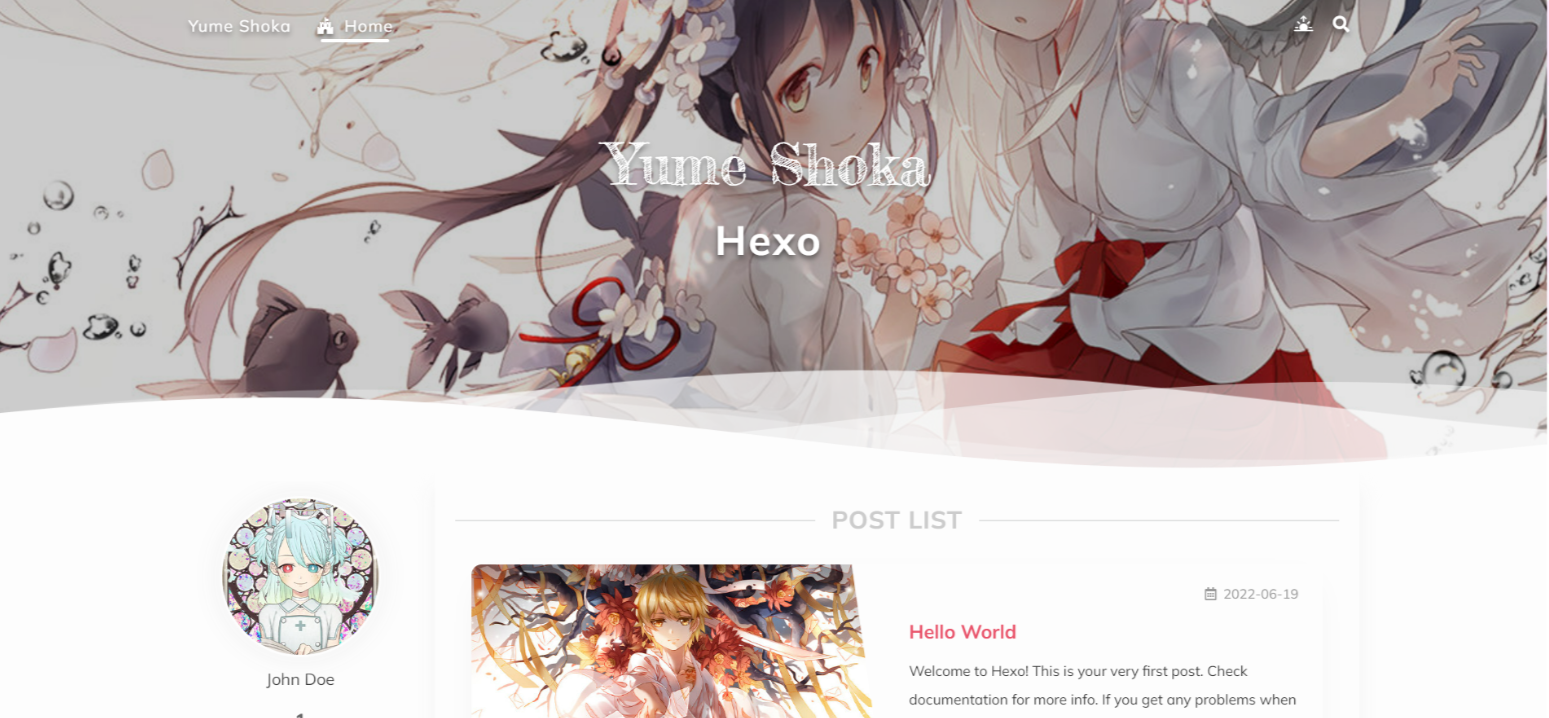 Yume Shoka Home
Yume Shoka
Hexo
POST LIST
2022-06-19
Hello World
Welcome to Hexo! This is your very first post. Check
documentation for more info. If you get any problems when
John Doe